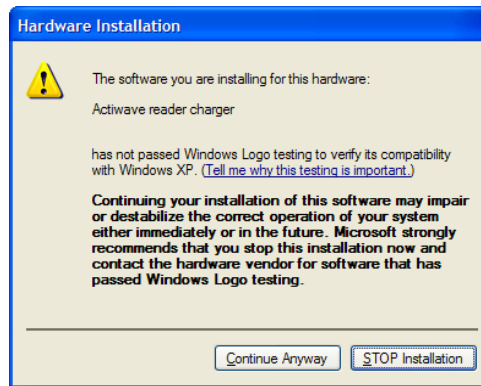 Hardware Installation
The software you are installing for this hardware:
Actiwave reader charger
has not passed Windows Logo testing to verify its compatibility
with Windows XP. (Tell me why this testing is important.)
Continuing your installation of this software may impair
or destabilize the correct operation of your system
either immediately or in the future. Microsoft strongly
recommends that you stop this installation now and
contact the hardware vendor for software that has
passed Windows Logo testing.
Continue Anyway
STOP Installation